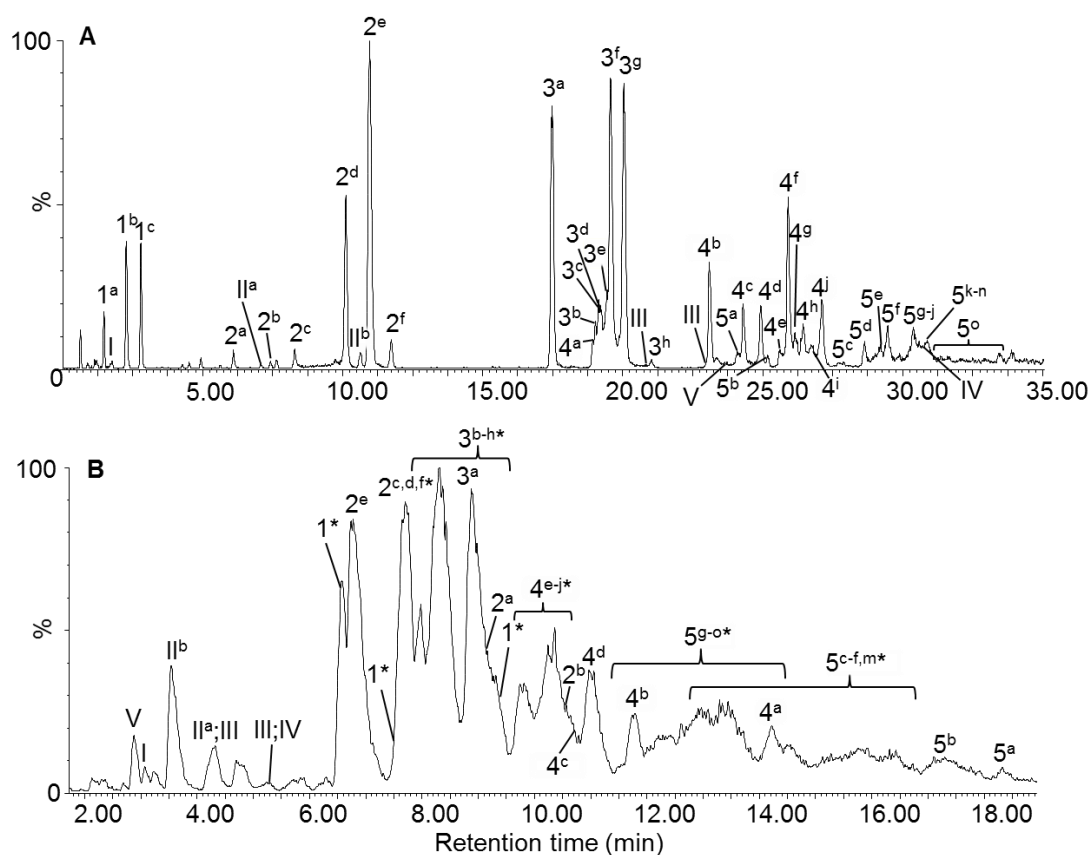 A
100
%
0
1ᵃ
I
1ᵇ
1ᶜ
2ᵃ
IIᵃ
2ᵇ
2ᶜ
2ᵈ
IIᵇ
2ᵉ
2ᶠ
3ᵃ
4ᵃ
3ᵇ
3ᶜ
3ᵈ
3ᵉ
3ᶠ
3ᵍ
III
3ʰ
III
4ᵇ
V
5ᵃ
5ᵇ
4ᶜ
4ᵈ
4ᵉ
4ᶠ
4ᵍ
4ʰ
4ⁱ
4ʲ
5ᶜ
5ᵈ
5ᵉ
5ᶠ
5ᵍ⁻ʲ
5ᵏ⁻ⁿ
5ᵒ
IV
5.00 10.00 15.00 20.00 25.00 30.00 35.00
B
100
%
0
V
I
IIᵇ
IIᵃ;III
III;IV
1*
2ᵉ
1*
2ᶜ,ᵈ,ᶠ*
3ᵇ⁻ʰ*
3ᵃ
2ᵃ
1*
4ᵉ⁻ʲ*
2ᵇ
4ᶜ
4ᵈ
4ᵇ
5ᵍ⁻ᵒ*
4ᵃ
5ᶜ⁻ᶠ,ᵐ*
5ᵇ
5ᵃ
2.00 4.00 6.00 8.00 10.00 12.00 14.00 16.00 18.00
Retention time (min)